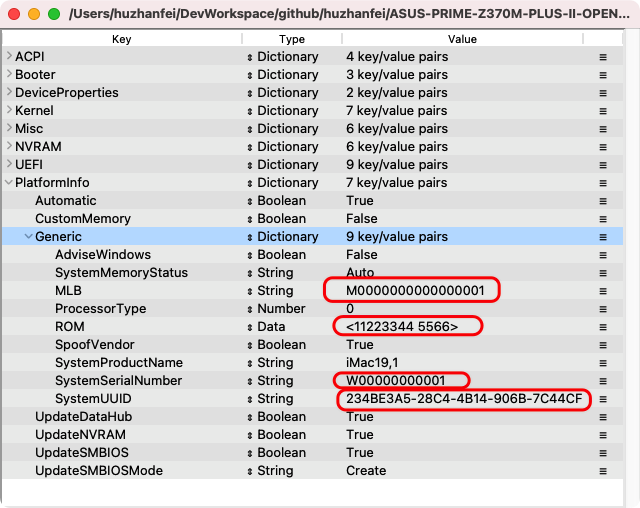 /Users/huzhanfei/DevWorkspace/github/huzhanfei/ASUS-PRIME-Z370M-PLUS-II-OPEN...
Key Type Value
ACPI Dictionary 4 key/value pairs
Booter Dictionary 3 key/value pairs
DeviceProperties Dictionary 2 key/value pairs
Kernel Dictionary 7 key/value pairs
Misc Dictionary 6 key/value pairs
NVRAM Dictionary 6 key/value pairs
UEFI Dictionary 9 key/value pairs
PlatformInfo Dictionary 7 key/value pairs
Automatic Boolean True
CustomMemory Boolean False
Generic Dictionary 9 key/value pairs
AdviseWindows Boolean False
SystemMemoryStatus String Auto
MLB String M0000000000000001
ProcessorType Number 0
ROM Data <11223344 5566>
SpoofVendor Boolean True
SystemProductName String iMac19,1
SystemSerialNumber String W00000000001
SystemUUID String 234BE3A5-28C4-4B14-906B-7C44CF
UpdateDataHub Boolean True
UpdateNVRAM Boolean True
UpdateSMBIOS Boolean True
UpdateSMBIOSMode String Create